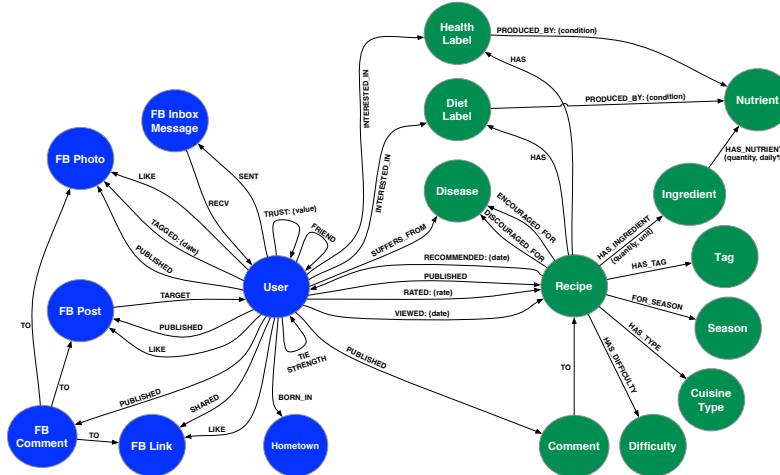 Health
Label
PRODUCED_BY: {condition}
HAS
INTERESTED_IN
Diet
Label
PRODUCED_BY: {condition}
Nutrient
FB Inbox
Message
HAS_NUTRIENT
{quantity, daily%
FB Photo
LIKE
SENT
RECV
INTERESTED_IN
HAS
Disease
Ingredient
TAGGED: {date}
TRUST: {value}
FRIEND
SUFFERS_FROM
ENCOURAGED_FOR
DISCOURAGED_FOR
HAS_INGREDIENT
{quantity, unit}
PUBLISHED
RECOMMENDED: {date}
HAS_TAG
Tag
User
PUBLISHED
Recipe
TARGET
RATED: {rate}
FOR_SEASON
FB Post
VIEWED: {date}
Season
TO
PUBLISHED
LIKE
TIE
STRENGTH
PUBLISHED
HAS_TYPE
HAS_DIFFICULTY
TO
TO
PUBLISHED
SHARED
BORN_IN
Cuisine
Type
FB
Comment
TO
FB Link
LIKE
Hometown
Comment
Difficulty